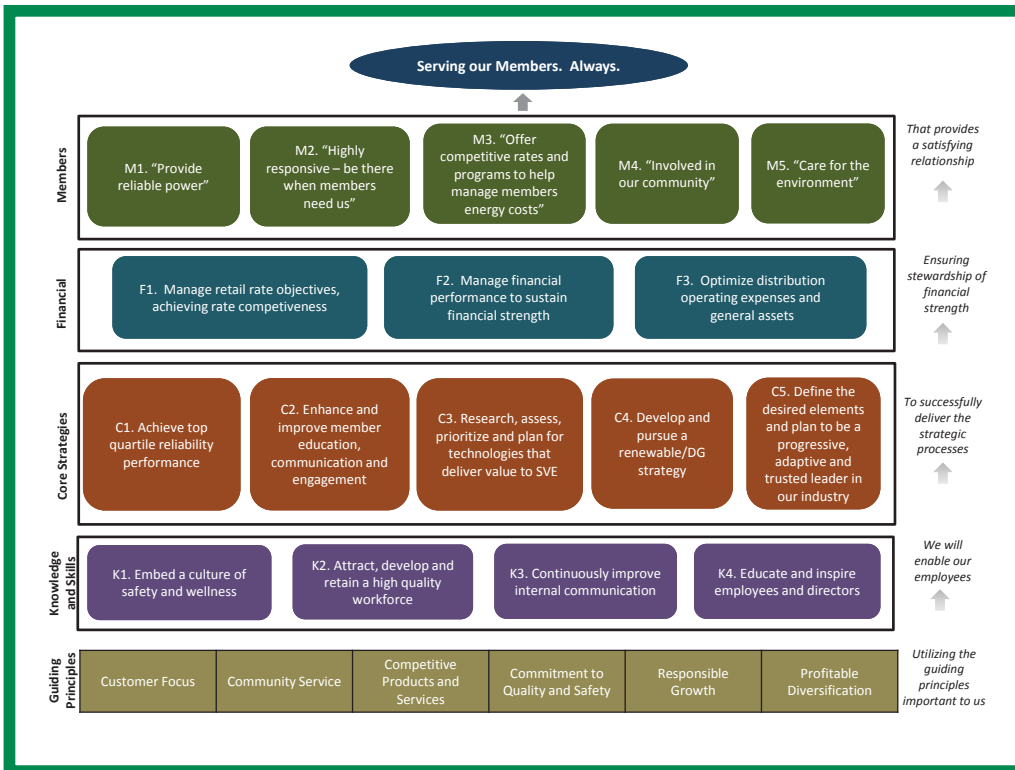 Serving our Members.  Always.
Members
M1. “Provide
reliable power”
M2. “Highly
responsive – be there
when members
need us”
M3. “Offer
competitive rates and
programs to help
manage members
energy costs”
M4. “Involved in
our community”
M5. “Care for the
environment”
That provides
a satisfying
relationship
Financial
F1.  Manage retail rate objectives,
achieving rate competiveness
F2.  Manage financial
performance to sustain
financial strength
F3.  Optimize distribution
operating expenses and
general assets
Ensuring
stewardship of
financial
strength
Core Strategies
C1. Achieve top
quartile reliability
performance
C2. Enhance and
improve member
education,
communication and
engagement
C3. Research, assess,
prioritize and plan for
technologies that
deliver value to SVE
C4. Develop and
pursue a
renewable/DG
strategy
C5. Define the
desired elements
and plan to be a
progressive,
adaptive and
trusted leader in
our industry
To successfully
deliver the
strategic
processes
Knowledge
and Skills
K1. Embed a culture of
safety and wellness
K2. Attract, develop and
retain a high quality
workforce
K3. Continuously improve
internal communication
K4. Educate and inspire
employees and directors
We will
enable our
employees
Guiding
Principles
Customer Focus
Community Service
Competitive
Products and
Services
Commitment to
Quality and Safety
Responsible
Growth
Profitable
Diversification
Utilizing the
guiding
principles
important to us